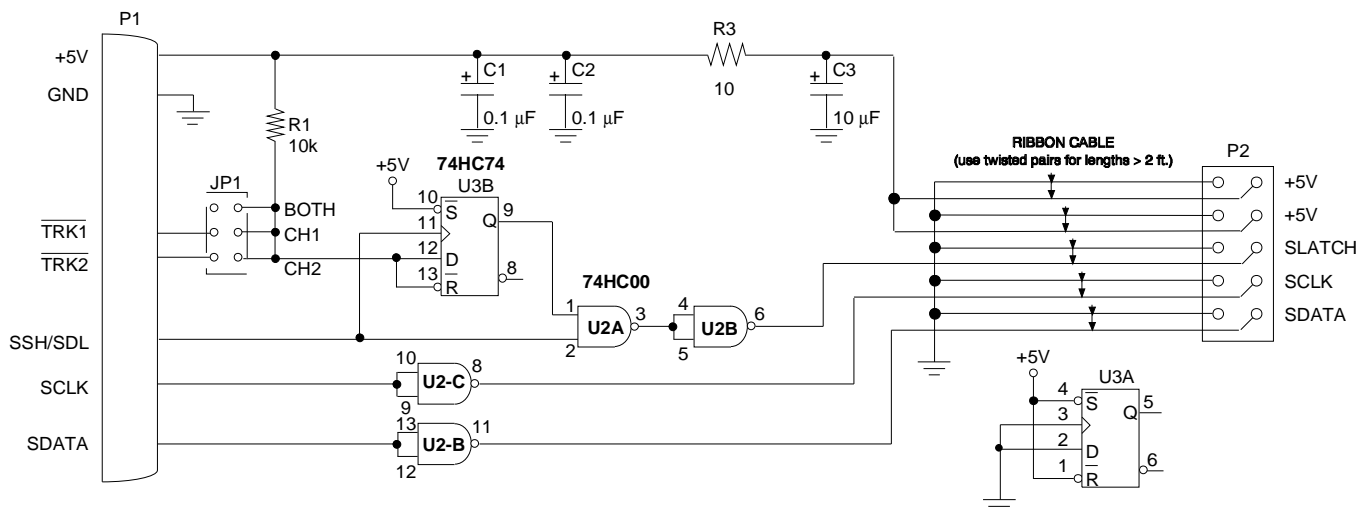 P1
+5V
GND
TRK1
TRK2
SSH/SDL
SCLK
SDATA
R1
10k
JP1
BOTH
CH1
CH2
+ C1
0.1 μF
+ C2
0.1 μF
R3
10
+ C3
10 μF
+5V
74HC74
U3B
10 S
11
12 D
13 R
Q 9
8
74HC00
1
2
U2A
3
4
5
U2B
6
10
9
U2-C
8
13
12
U2-B
11
RIBBON CABLE
(use twisted pairs for lengths > 2 ft.)
P2
+5V
+5V
SLATCH
SCLK
SDATA
+5V
U3A
4 S
3
2 D
1 R
Q 5
6